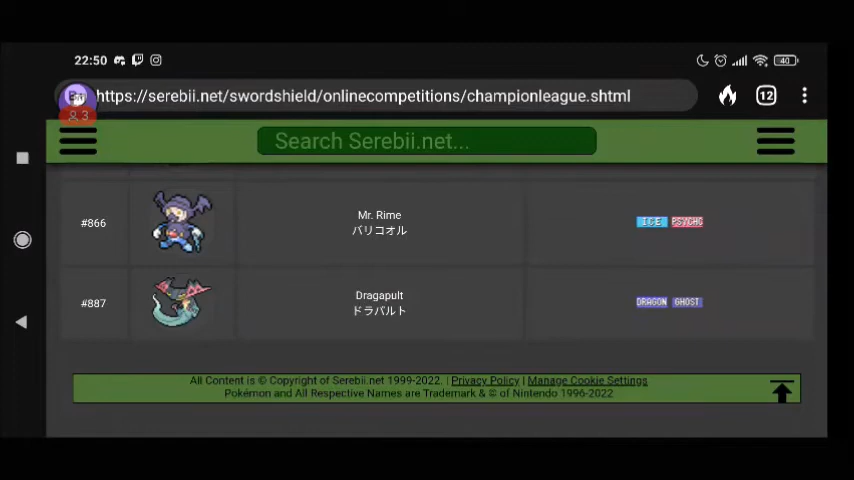 22:50
40
https://serebii.net/swordshield/onlinecompetitions/championleague.shtml
12
3
Search Serebii.net...
#866
Mr. Rime
バリコオル
ICE PSYCHC
#887
Dragapult
ドラパルト
DRAGON GHOST
All Content is © Copyright of Serebii.net 1999-2022. | Privacy Policy | Manage Cookie Settings
Pokémon and All Respective Names are Trademark & © of Nintendo 1996-2022